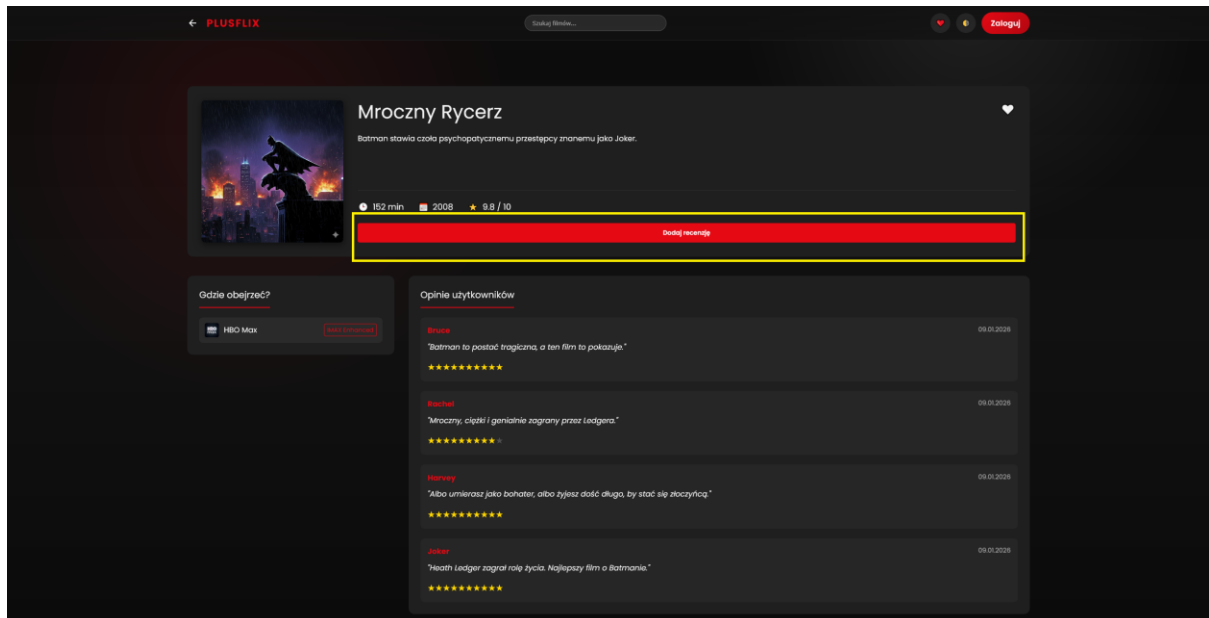 PLUSFLIX
Szukaj filmów...
Zaloguj
Mroczny Rycerz
Batman stawia czoła psychopatycznemu przestępcy znanemu jako Joker.
152 min 2008 9.8 / 10
Dodaj recenzję
Gdzie obejrzeć?
HBO Max
Opinie użytkowników
Bruce 09.01.2026
"Batman to postać tragiczna, a ten film to pokazuje."
Rachel 09.01.2026
"Mroczny, ciężki i genialnie zagrany przez Ledgera."
Harvey 09.01.2026
"Albo umierasz jako bohater, albo żyjesz dość długo, by stać się złoczyńcą."
Joker 09.01.2026
"Heath Ledger zagrał rolę życia. Najlepszy film o Batmanie."